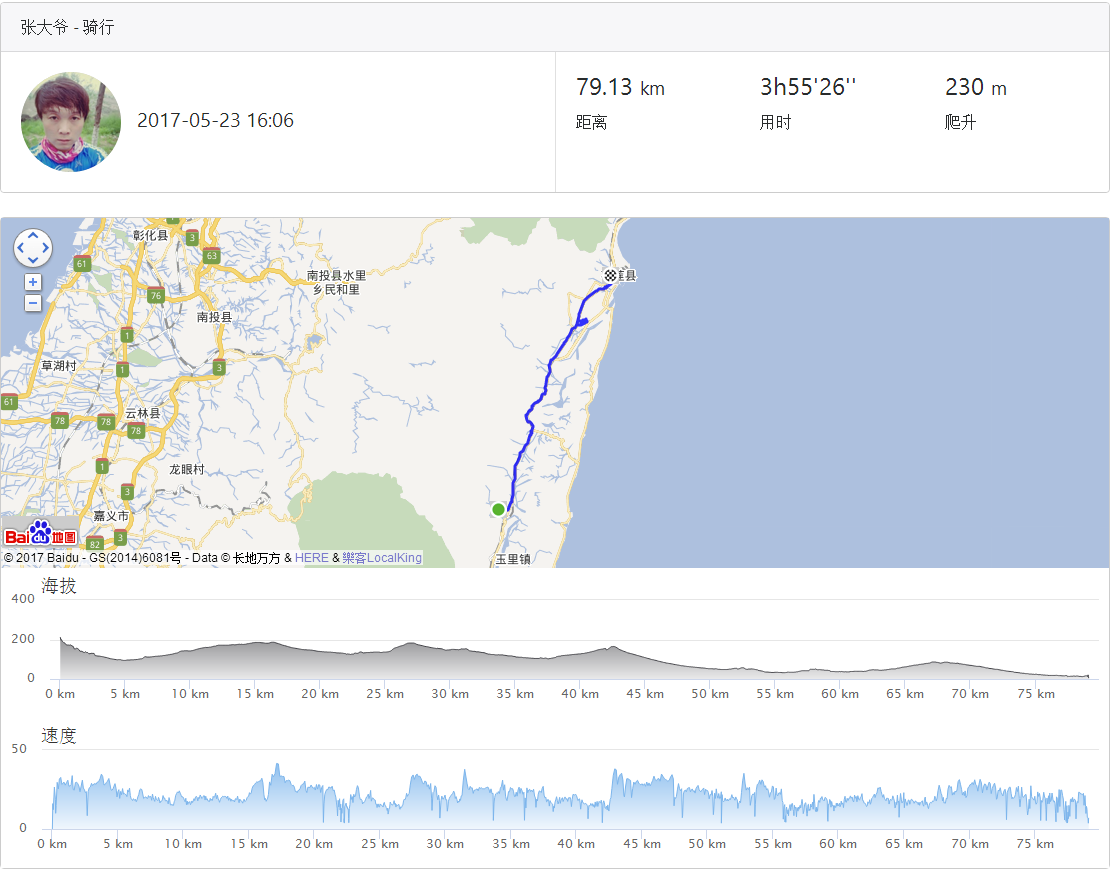 张大爷 - 骑行
2017-05-23 16:06
79.13 km
距离
3h55'26''
用时
230 m
爬升
彰化县
3
1
61
63
南投县水里
乡民和里
76
南投县
1
草湖村
1
3
61
云林县
78
78
78
1
龙眼村
3
嘉义市
82
3
莲县
玉里镇
Bai du 地图
© 2017 Baidu - GS(2014)6081号 - Data © 长地万方 & HERE & 樂客LocalKing
海拔
400
200
0
0 km 5 km 10 km 15 km 20 km 25 km 30 km 35 km 40 km 45 km 50 km 55 km 60 km 65 km 70 km 75 km
速度
50
0
0 km 5 km 10 km 15 km 20 km 25 km 30 km 35 km 40 km 45 km 50 km 55 km 60 km 65 km 70 km 75 km